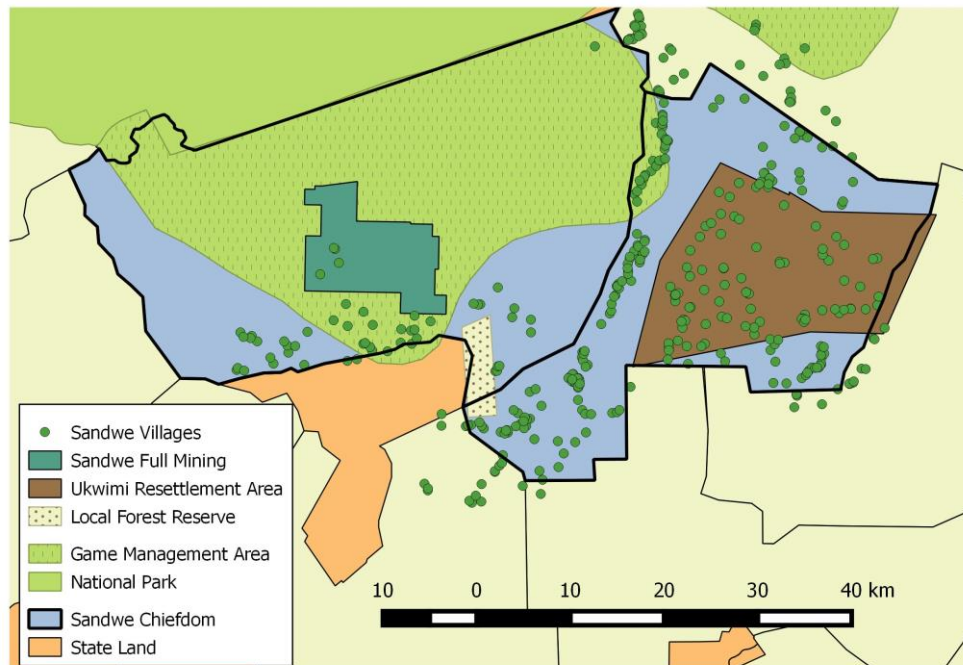 Sandwe Villages
Sandwe Full Mining
Ukwimi Resettlement Area
Local Forest Reserve
Game Management Area
National Park
Sandwe Chiefdom
State Land
10 0 10 20 30 40 km